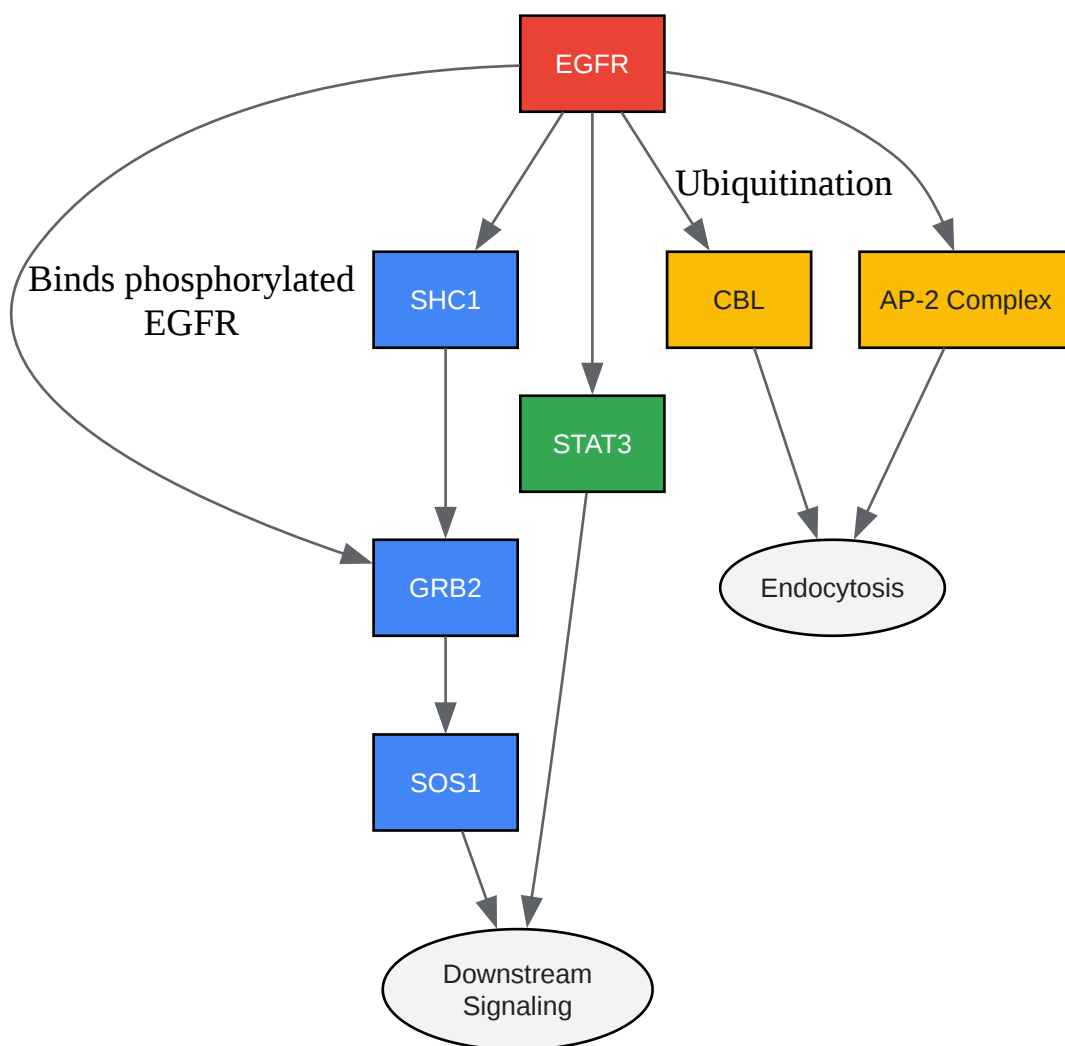 EGFR
Ubiquitination
Binds phosphorylated
EGFR
SHC1
CBL
AP-2 Complex
STAT3
GRB2
Endocytosis
SOS1
Downstream
Signaling